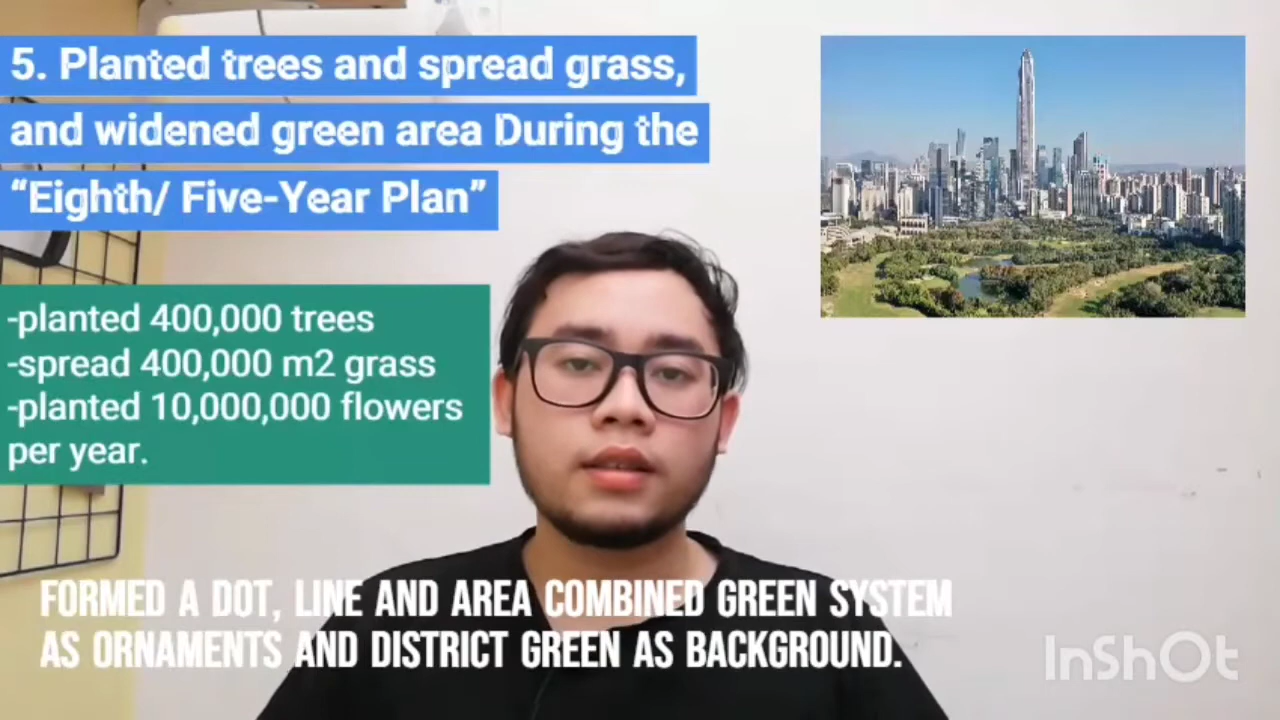 5. Planted trees and spread grass,
and widened green area During the
“Eighth/ Five-Year Plan”
-planted 400,000 trees
-spread 400,000 m2 grass
-planted 10,000,000 flowers
per year.
FORMED A DOT, LINE AND AREA COMBINED GREEN SYSTEM
AS ORNAMENTS AND DISTRICT GREEN AS BACKGROUND.
InShOt